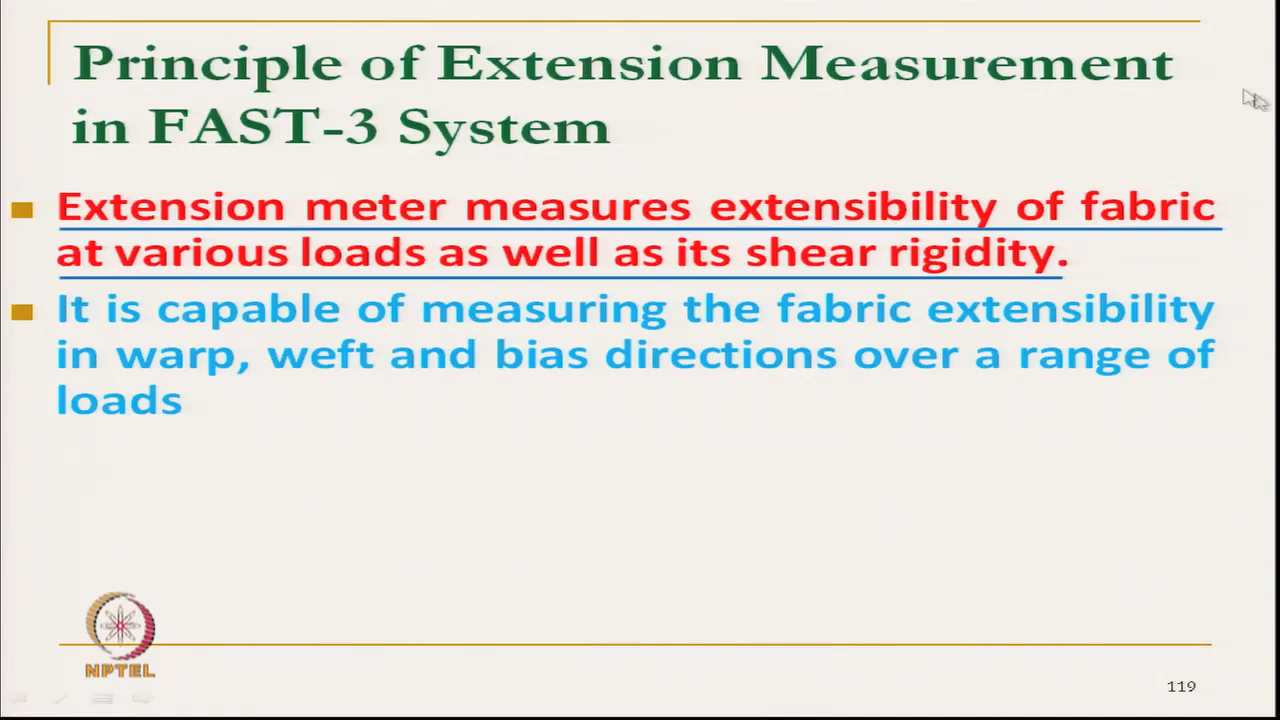 Principle of Extension Measurement
in FAST-3 System
Extension meter measures extensibility of fabric
at various loads as well as its shear rigidity.
It is capable of measuring the fabric extensibility
in warp, weft and bias directions over a range of
loads
NPTEL
119